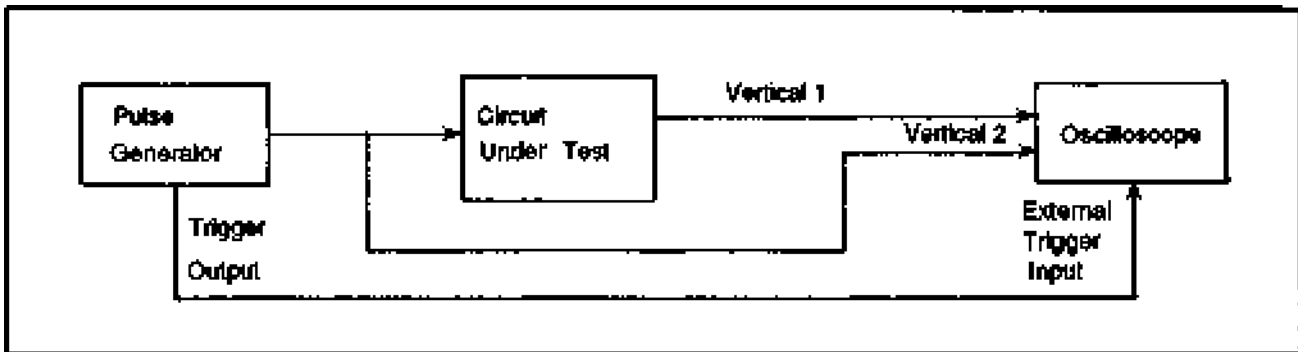 Pulse
Generator
Circuit
Under Test
Vertical 1
Vertical 2
Oscilloscope
Trigger
Output
External
Trigger
Input